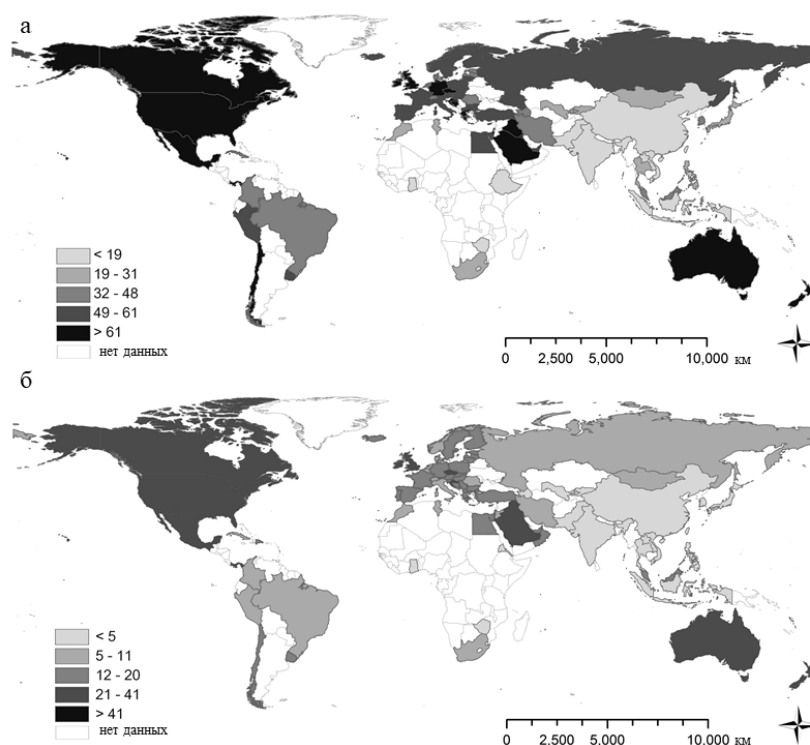 а
< 19
19 - 31
32 - 48
49 - 61
> 61
нет данных
0 2,500 5,000 10,000 км
б
< 5
5 - 11
12 - 20
21 - 41
> 41
нет данных
0 2.500 5,000 10,000 км